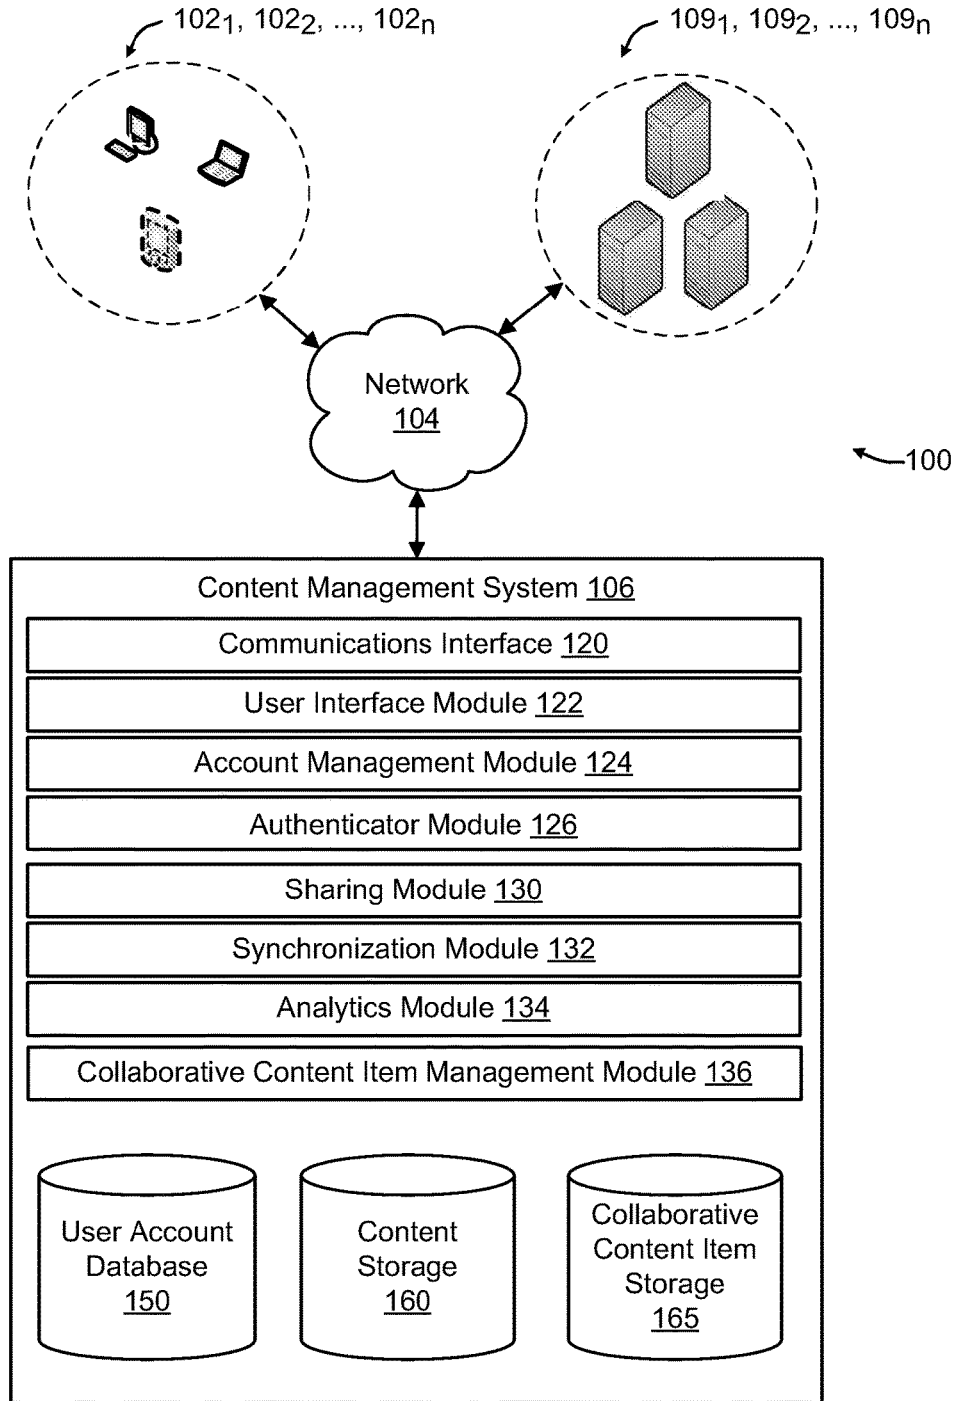 102₁, 102₂, ..., 102ₙ
109₁, 109₂, ..., 109ₙ
Network
104
100
Content Management System 106
Communications Interface 120
User Interface Module 122
Account Management Module 124
Authenticator Module 126
Sharing Module 130
Synchronization Module 132
Analytics Module 134
Collaborative Content Item Management Module 136
User Account
Database
150
Content
Storage
160
Collaborative
Content Item
Storage
165